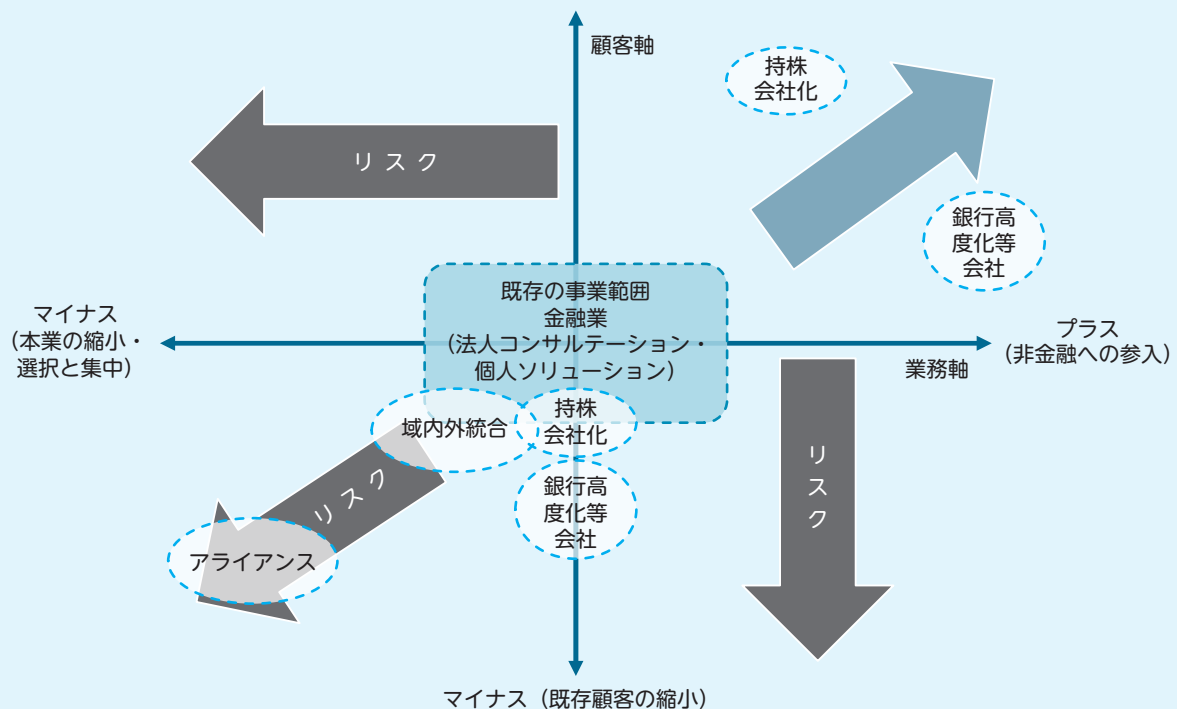 顧客軸
持株
会社化
リスク
銀行高
度化等
会社
既存の事業範囲
金融業
(法人コンサルテーション・
個人ソリューション)
マイナス
(本業の縮小・
選択と集中)
プラス
(非金融への参入)
業務軸
域内外統合
持株
会社化
リスク
リスク
銀行高
度化等
会社
アライアンス
マイナス(既存顧客の縮小)